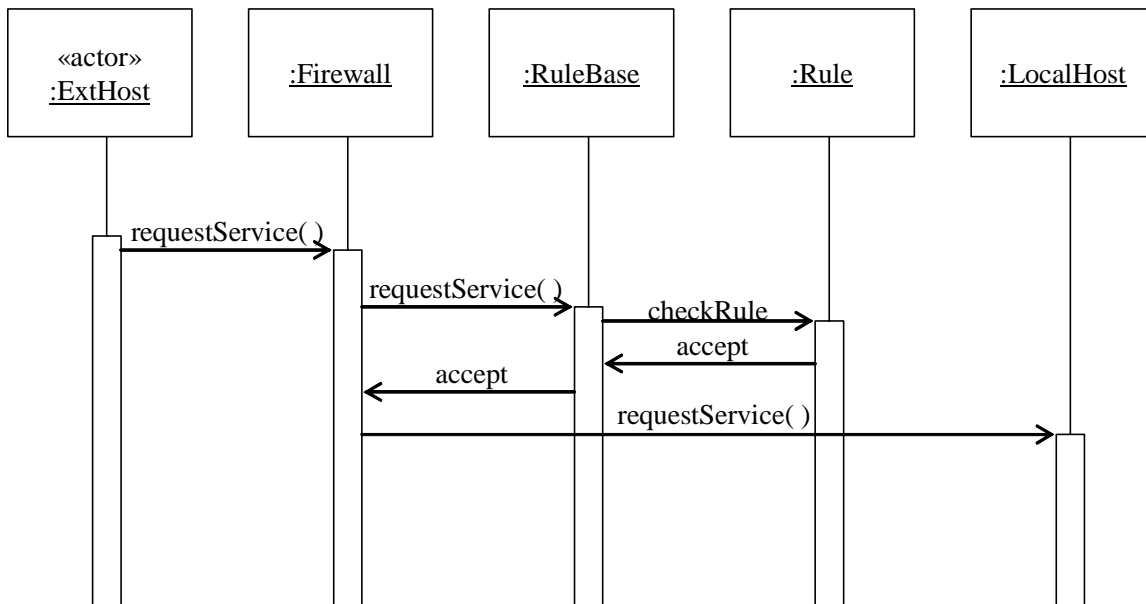 «actor»
:ExtHost
:Firewall
:RuleBase
:Rule
:LocalHost
requestService( )
requestService( )
checkRule
accept
accept
requestService( )